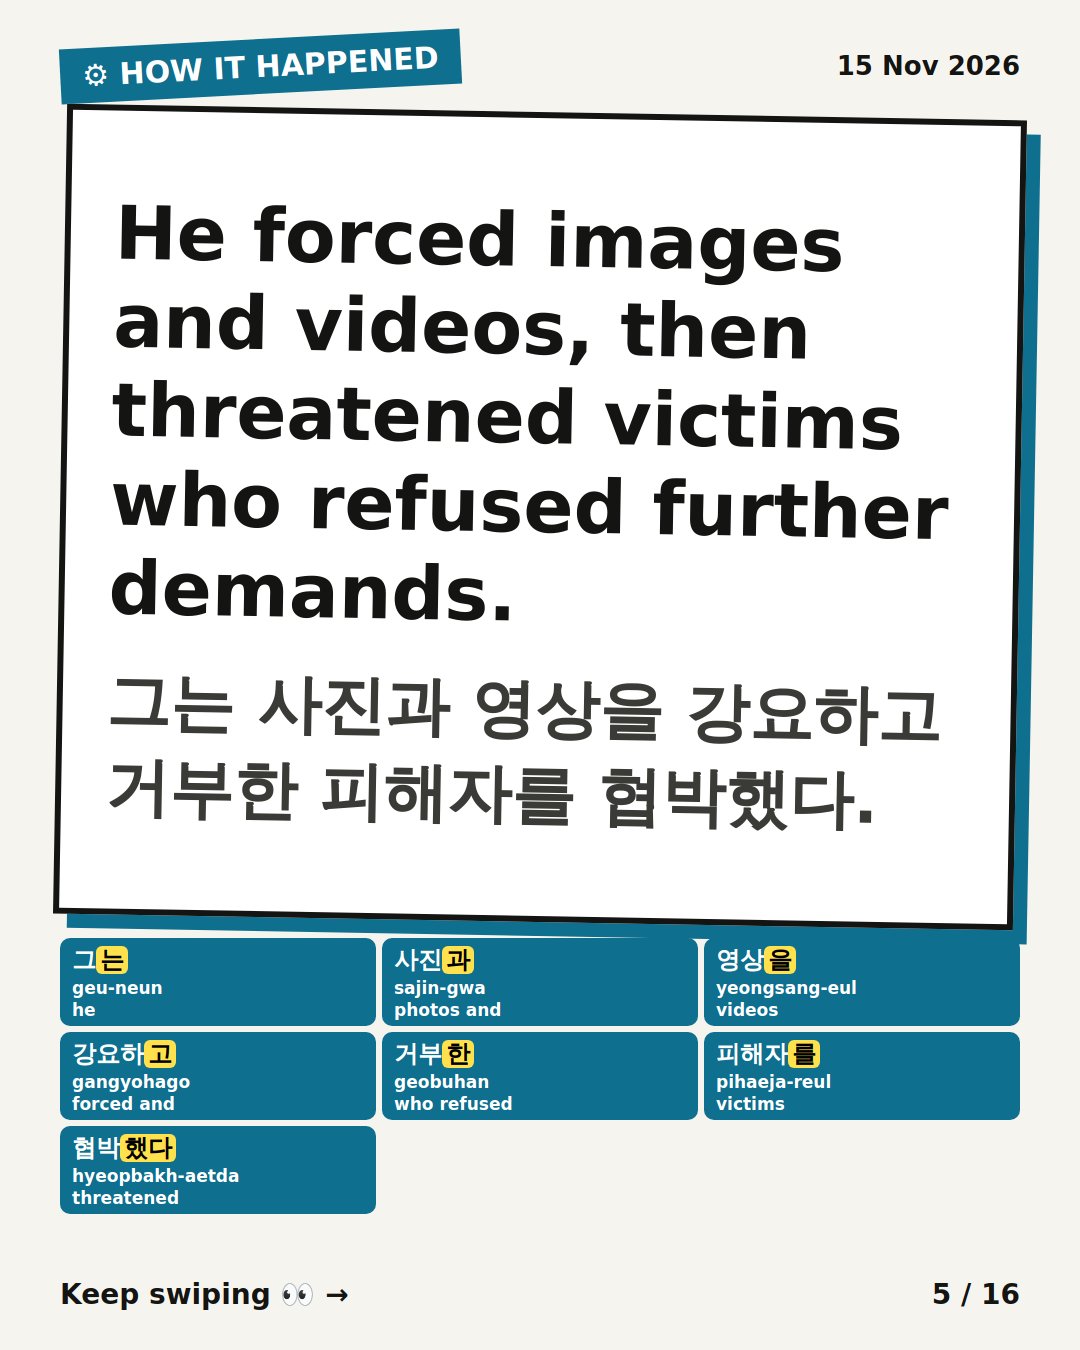 ⚙ HOW IT HAPPENED
15 Nov 2026
He forced images
and videos, then
threatened victims
who refused further
demands.
그는 사진과 영상을 강요하고
거부한 피해자를 협박했다.
그는
geu-neun
he
사진과
sajin-gwa
photos and
영상을
yeongsang-eul
videos
강요하고
gangyohago
forced and
거부한
geobuhan
who refused
피해자를
pihaeja-reul
victims
협박했다
hyeopbakh-aetda
threatened
Keep swiping 👀 →
5 / 16